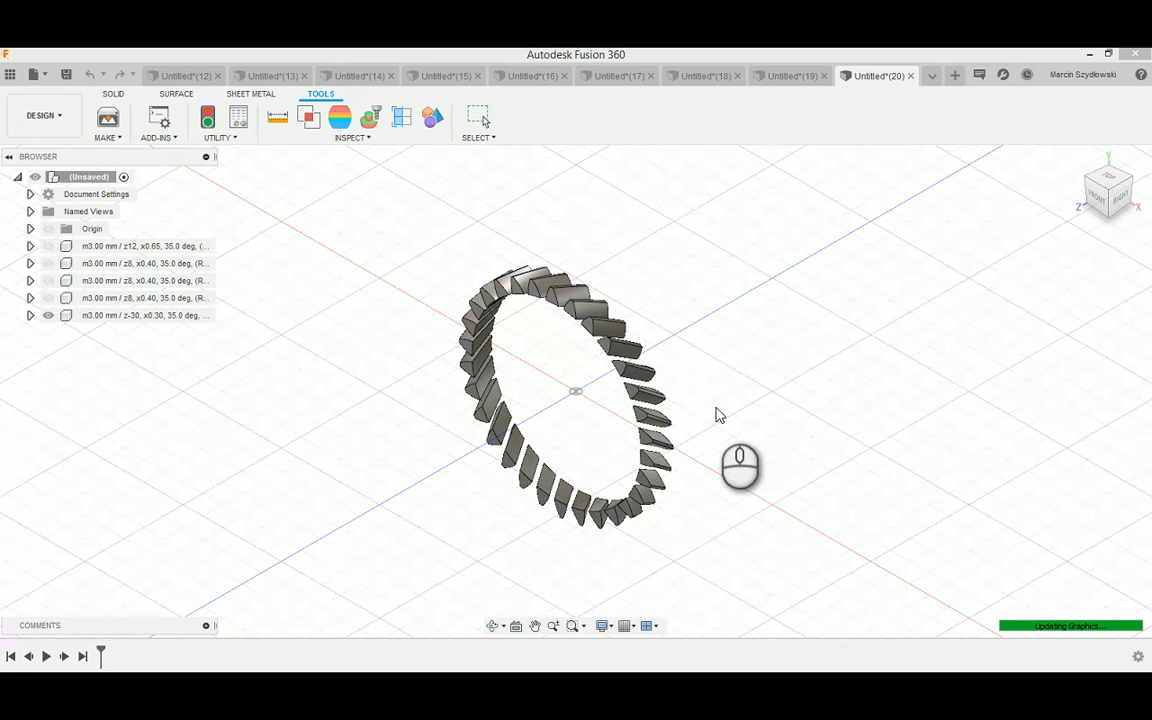 Autodesk Fusion 360
Untitled*(12) Untitled*(13) Untitled*(14) Untitled*(15) Untitled*(16) Untitled*(17) Untitled*(18) Untitled*(19) Untitled*(20) Marcin Szydłowski
SOLID SURFACE SHEET METAL TOOLS
DESIGN
MAKE ADD-INS UTILITY INSPECT SELECT
BROWSER
(Unsaved)
Document Settings
Named Views
Origin
m3.00 mm / z12, x0.65, 35.0 deg, (...
m3.00 mm / z8, x0.40, 35.0 deg, (R...
m3.00 mm / z8, x0.40, 35.0 deg, (R...
m3.00 mm / z8, x0.40, 35.0 deg, (R...
m3.00 mm / z-30, x0.30, 35.0 deg, ...
Y
TOP
FRONT RIGHT
Z X
COMMENTS
Updating Graphics...